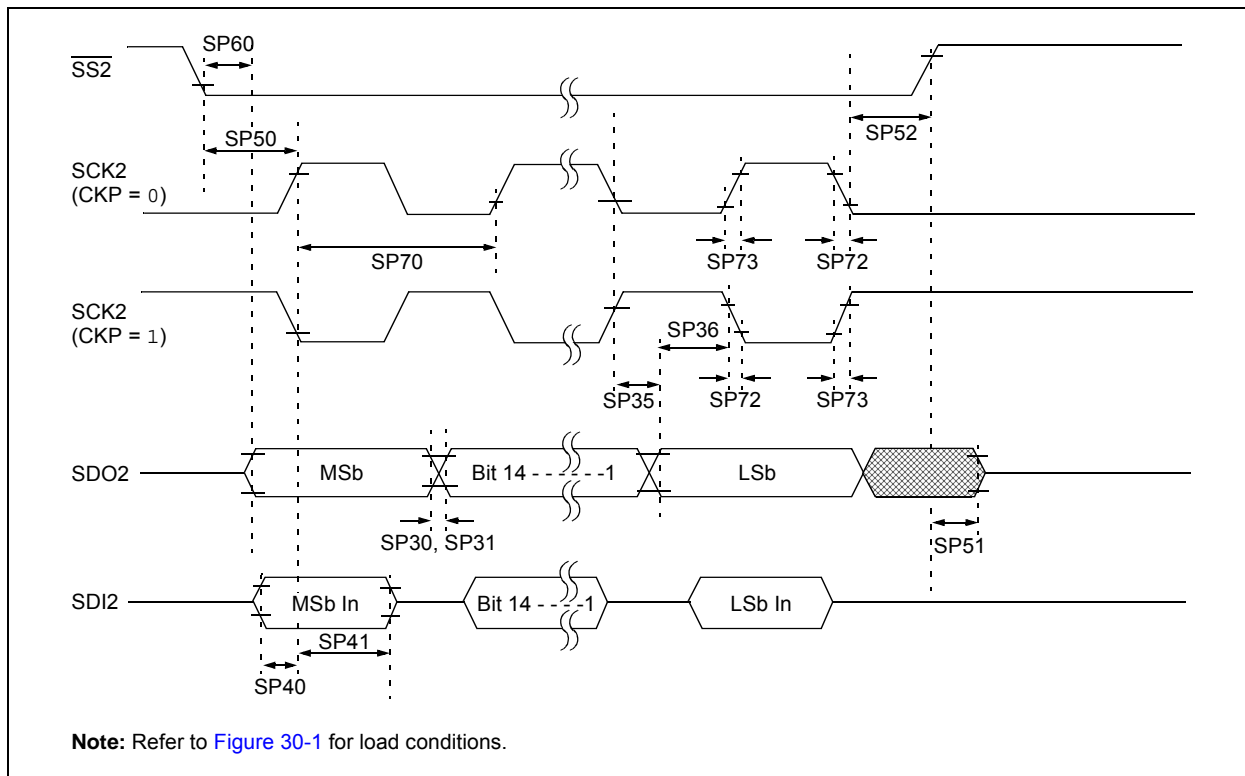 SP60
SS2
SP50
SP52
SCK2
(CKP = 0)
SP70
SP73
SP72
SCK2
(CKP = 1)
SP36
SP35
SP72
SP73
SDO2
MSb
Bit 14 - - - - - -1
LSb
SP30, SP31
SP51
SDI2
MSb In
Bit 14 - - - -1
LSb In
SP41
SP40
Note: Refer to Figure 30-1 for load conditions.